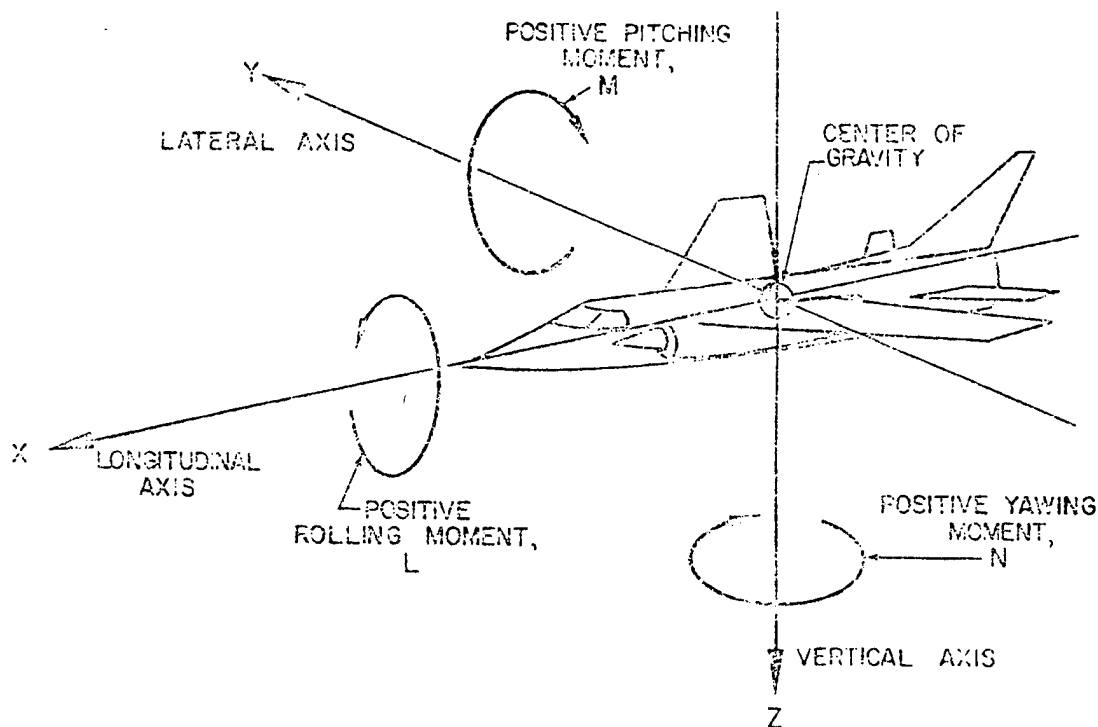 POSITIVE PITCHING
MOMENT,
M
Y
LATERAL AXIS
CENTER OF
GRAVITY
X
LONGITUDINAL
AXIS
POSITIVE
ROLLING MOMENT,
L
POSITIVE YAWING
MOMENT,
N
VERTICAL AXIS
Z